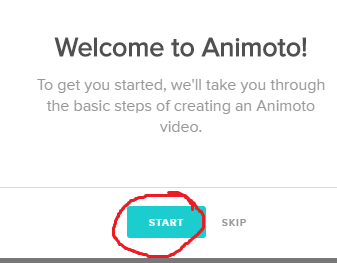 Welcome to Animoto!
To get you started, we'll take you through
the basic steps of creating an Animoto
video.
START SKIP